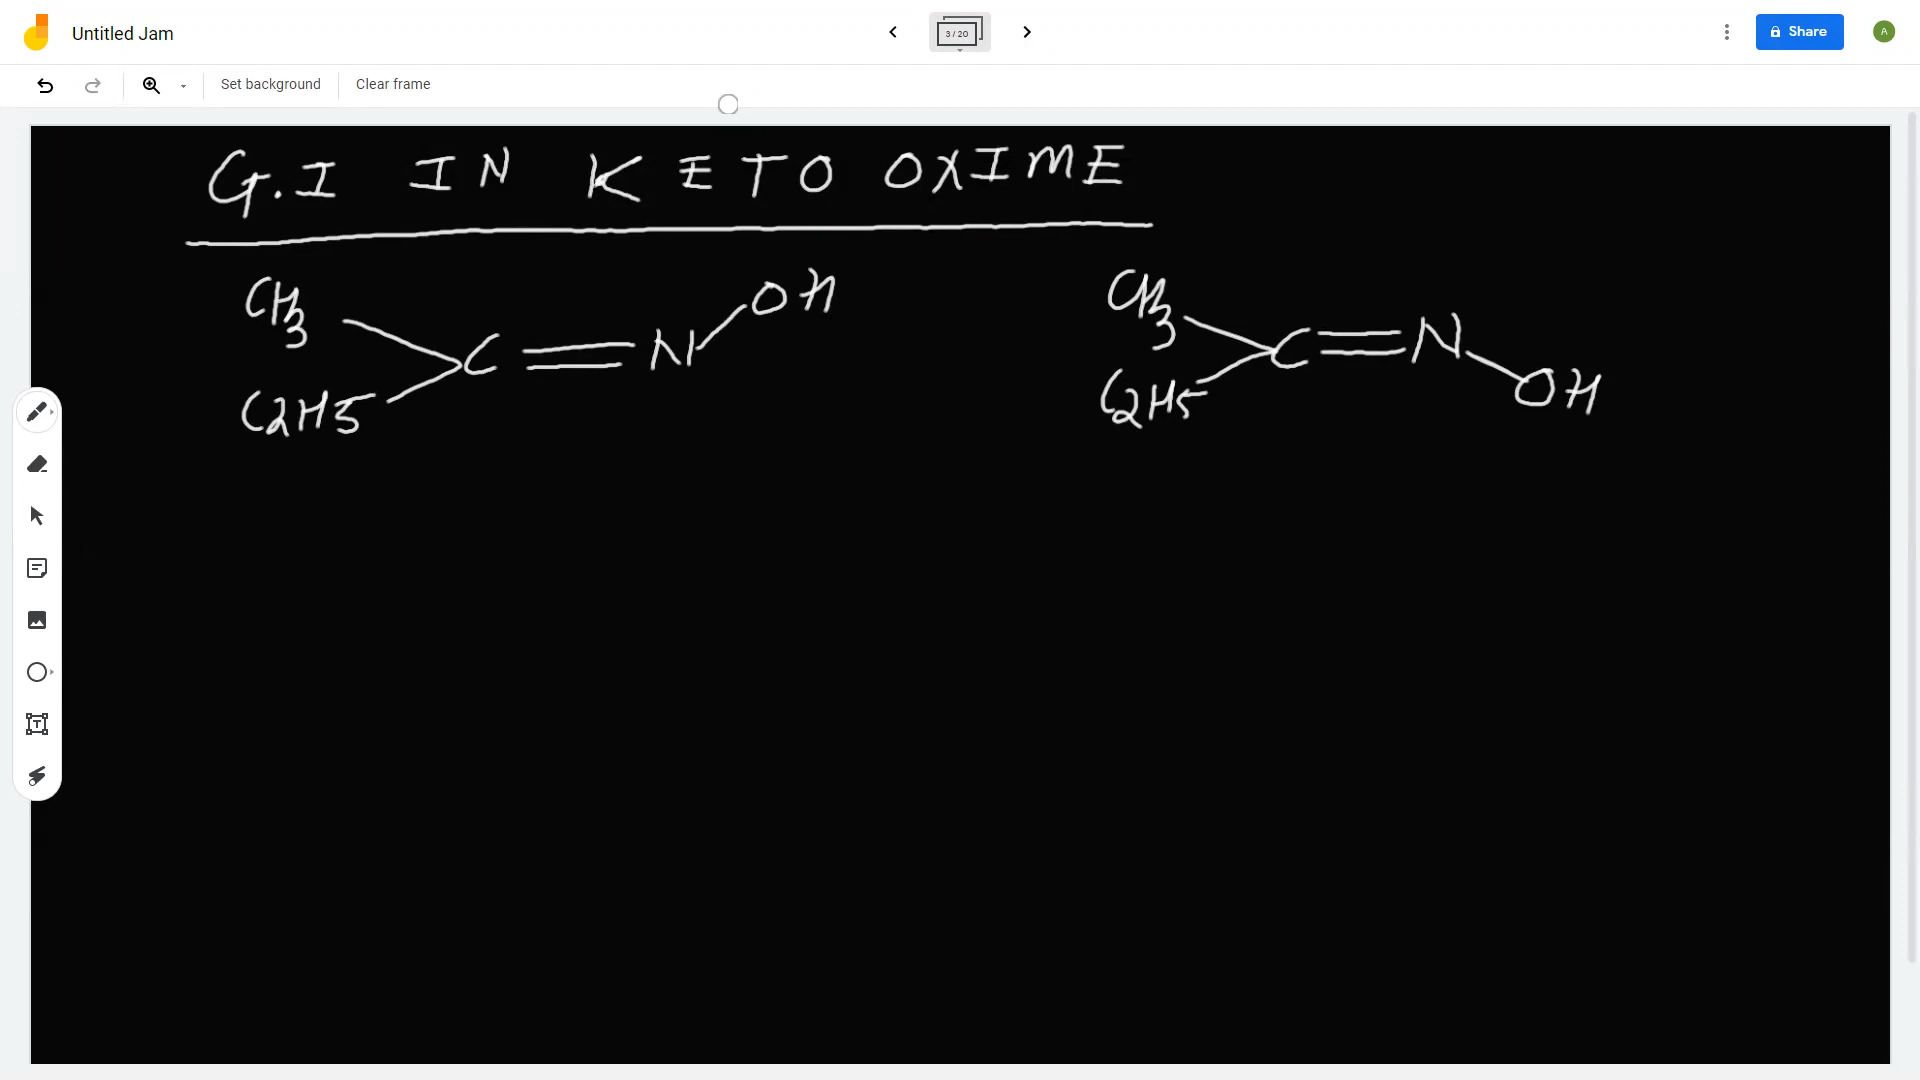 Untitled Jam
3 / 20
Share
A
Set background
Clear frame
G.I IN KETO OXIME
CH3
C2H5
C
N
OH
CH3
C2H5
C
N
OH
T